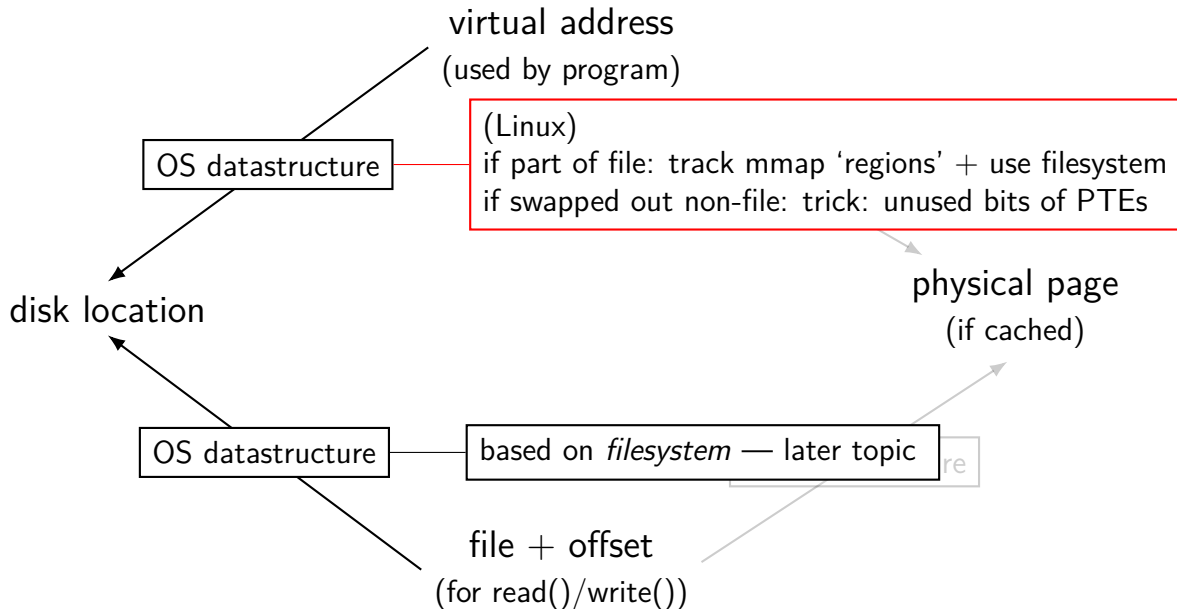 virtual address
(used by program)
(Linux)
OS datastructure
if part of file: track mmap ‘regions’ + use filesystem
if swapped out non-file: trick: unused bits of PTEs
physical page
disk location
(if cached)
OS datastructure
based on filesystem — later topic
file + offset
(for read()/write())